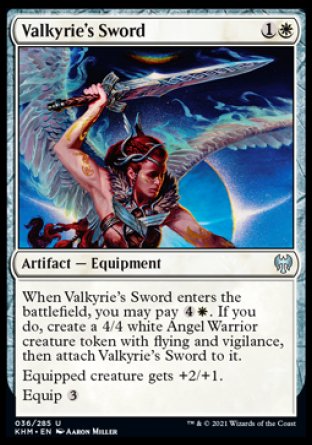 Valkyrie's Sword 1
Artifact — Equipment
When Valkyrie's Sword enters the
battlefield, you may pay 4. If you
do, create a 4/4 white Angel Warrior
creature token with flying and vigilance,
then attach Valkyrie's Sword to it.
Equipped creature gets +2/+1.
Equip 3
036/285 U
KHM • EN Aaron Miller ™ & © 2021 Wizards of the Coast